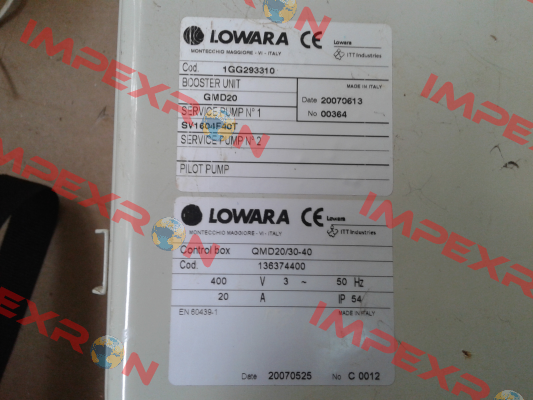 LOWARA CE
MONTECCHIO MAGGIORE - VI - ITALY
Lowara
ITT Industries
Cod. 1GG293310
BOOSTER UNIT
MADE IN ITALY
GMD20
Date 20070613
SERVICE PUMP N° 1
No 00364
SV1604F40T
SERVICE PUMP N° 2
PILOT PUMP
LOWARA CE
MONTECCHIO MAGGIORE - VI - ITALY
Lowara
ITT Industries
Control box QMD20/30-40
Cod. 136374400
400 V 3 ~ 50 Hz
20 A IP 54
EN 60439-1
MADE IN ITALY
Date 20070525 No C 0012
IMPEXRON
IMPEXRON
IMPEXRON
IMPEXRON